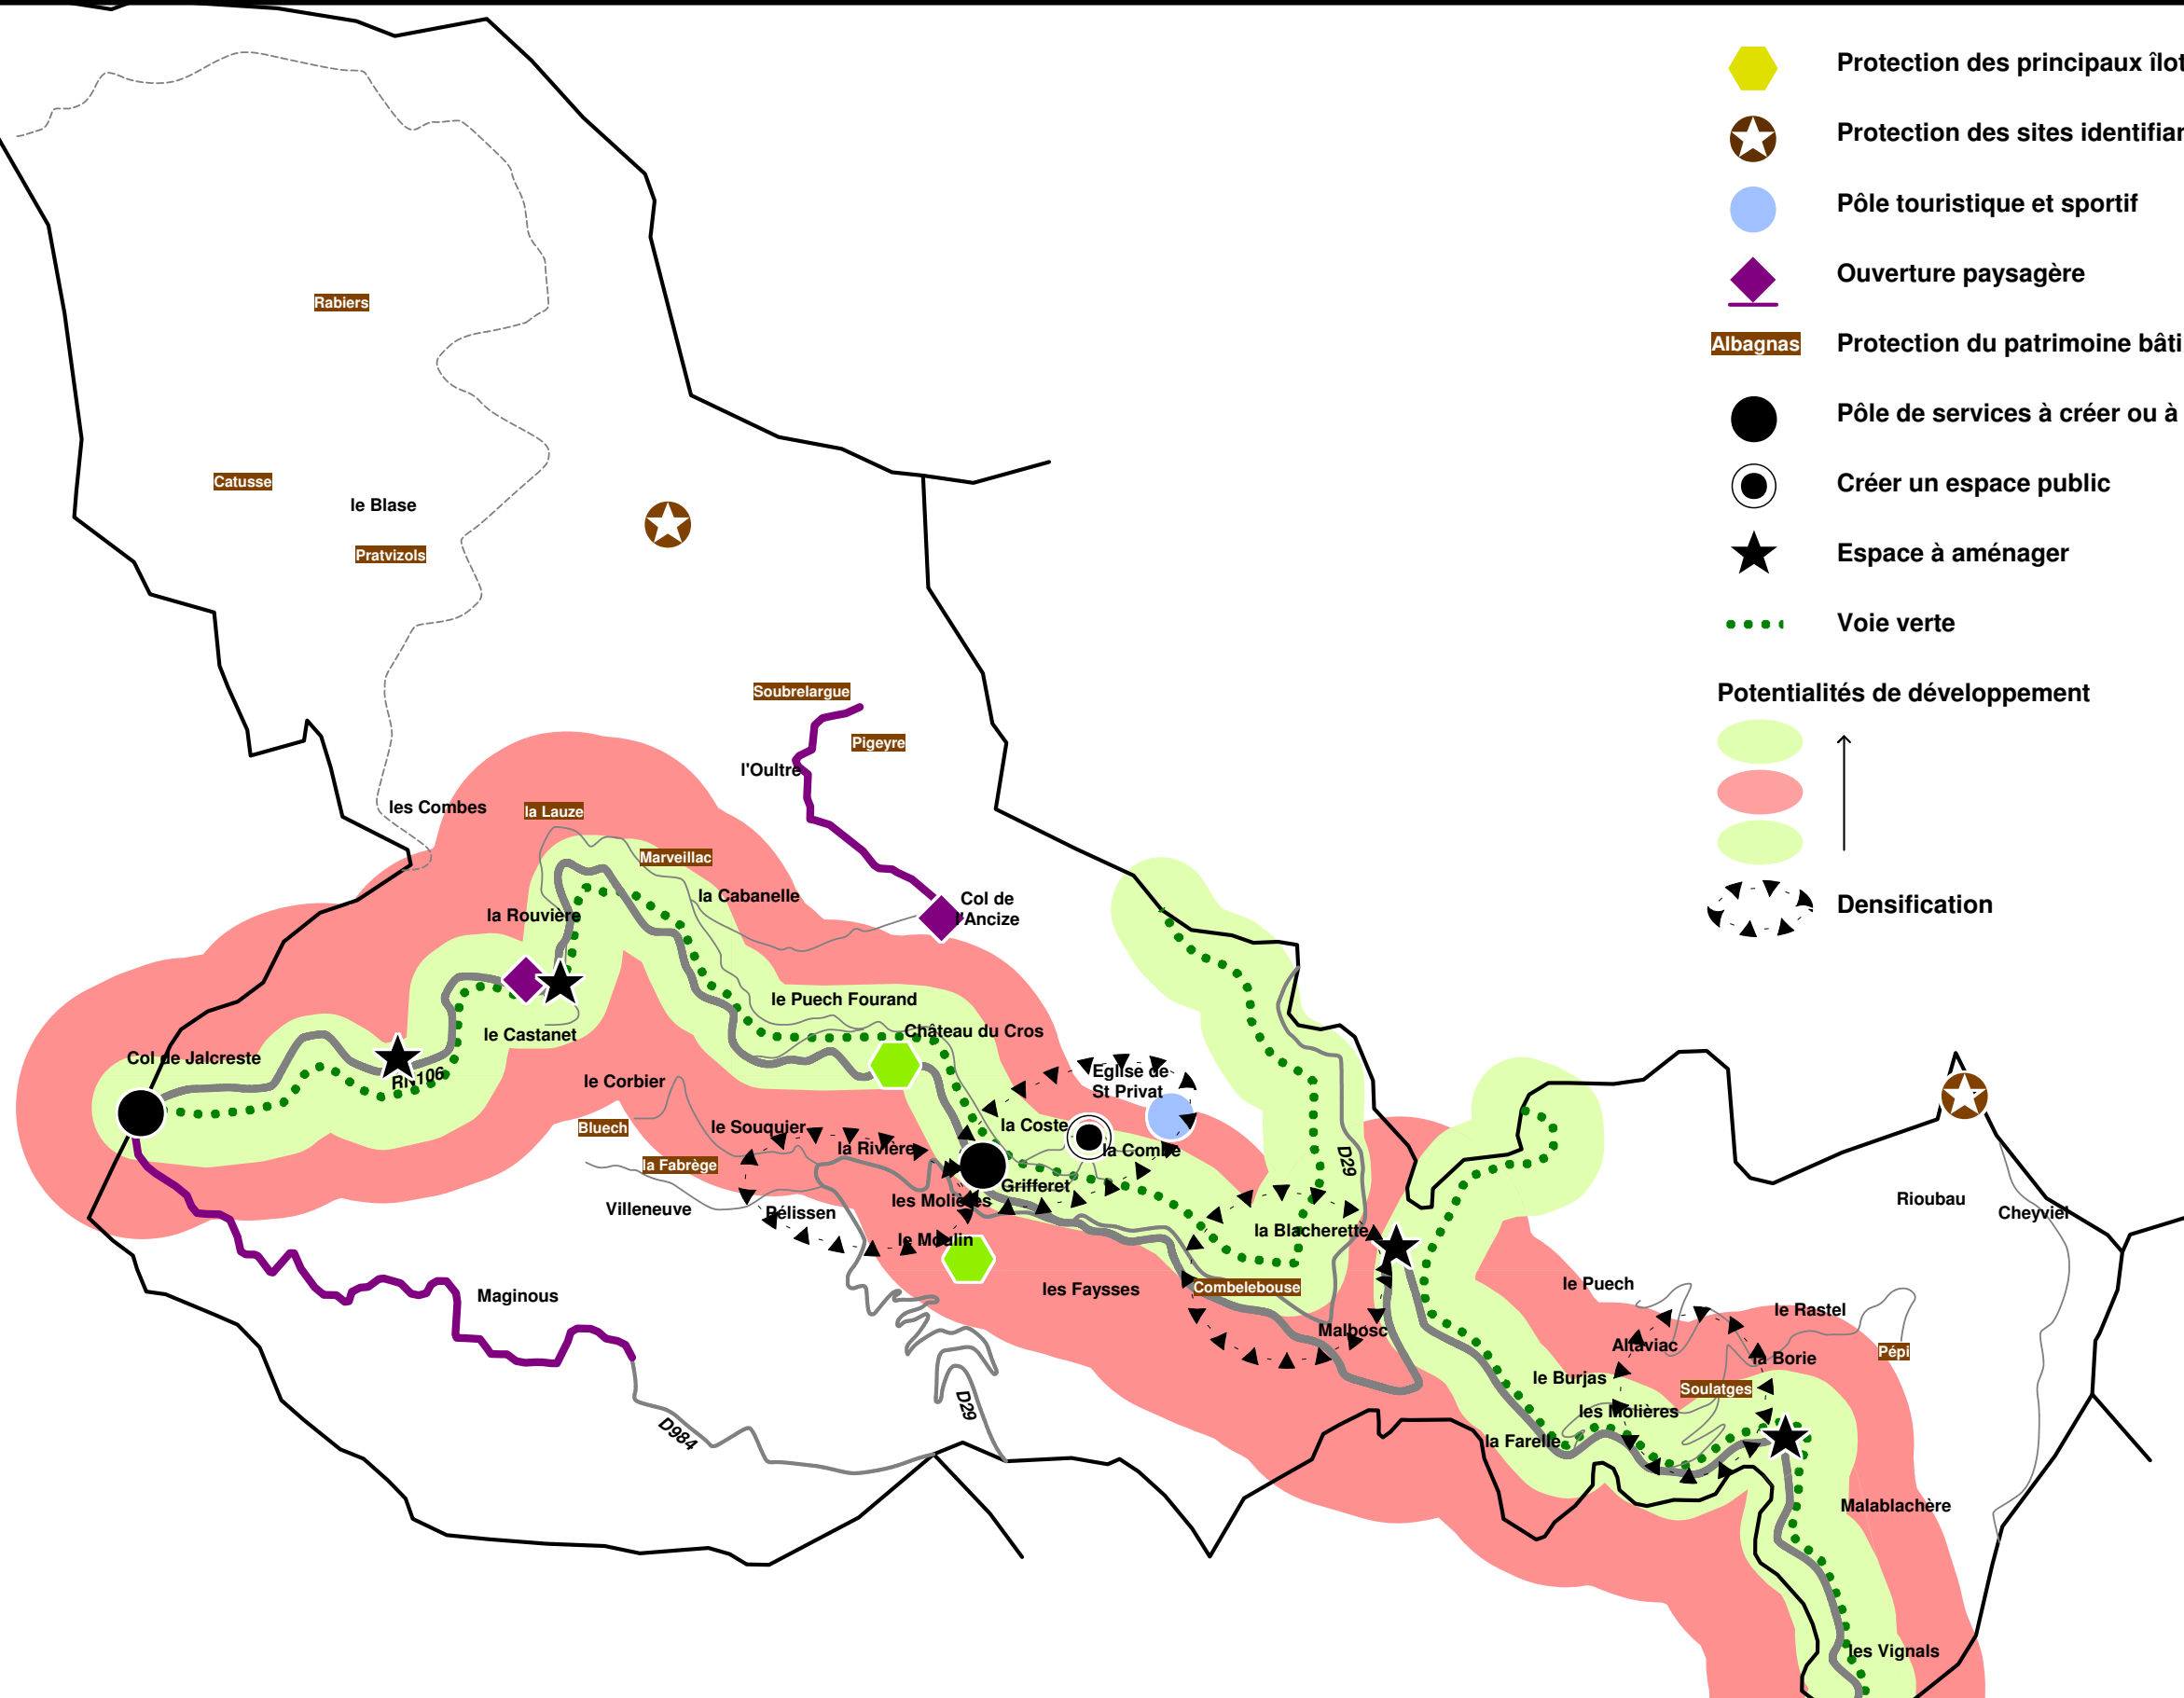 Protection des principaux îlot
Protection des sites identifian
Pôle touristique et sportif
Ouverture paysagère
Albagnas
Protection du patrimoine bâti
Pôle de services à créer ou à
Créer un espace public
Espace à aménager
Voie verte
Potentialités de développement
Densification
Rabiers
Catusse
le Blase
Pratvizols
Soubrelargue
Pigeyre
l'Oultre
les Combes
la Lauze
Marveillac
la Cabanelle
Col de
l'Ancize
la Rouvière
le Puech Fourand
Château du Cros
le Castanet
Col de Jalcreste
RN106
le Corbier
Eglise de
St Privat
Bluech
le Souquier
la Coste
la Rivière
la Combe
la Fabrège
D29
Grifferet
les Molières
Villeneuve
Pélissen
le Moulin
la Blacherette
Rioubau
Cheyviel
les Faysses
Combelebouse
Maginous
le Puech
le Rastel
Malbosc
Altaviac
la Borie
Pépi
le Burjas
Soulatges
les Molières
D29
D984
la Farelle
Malablachère
les Vignals